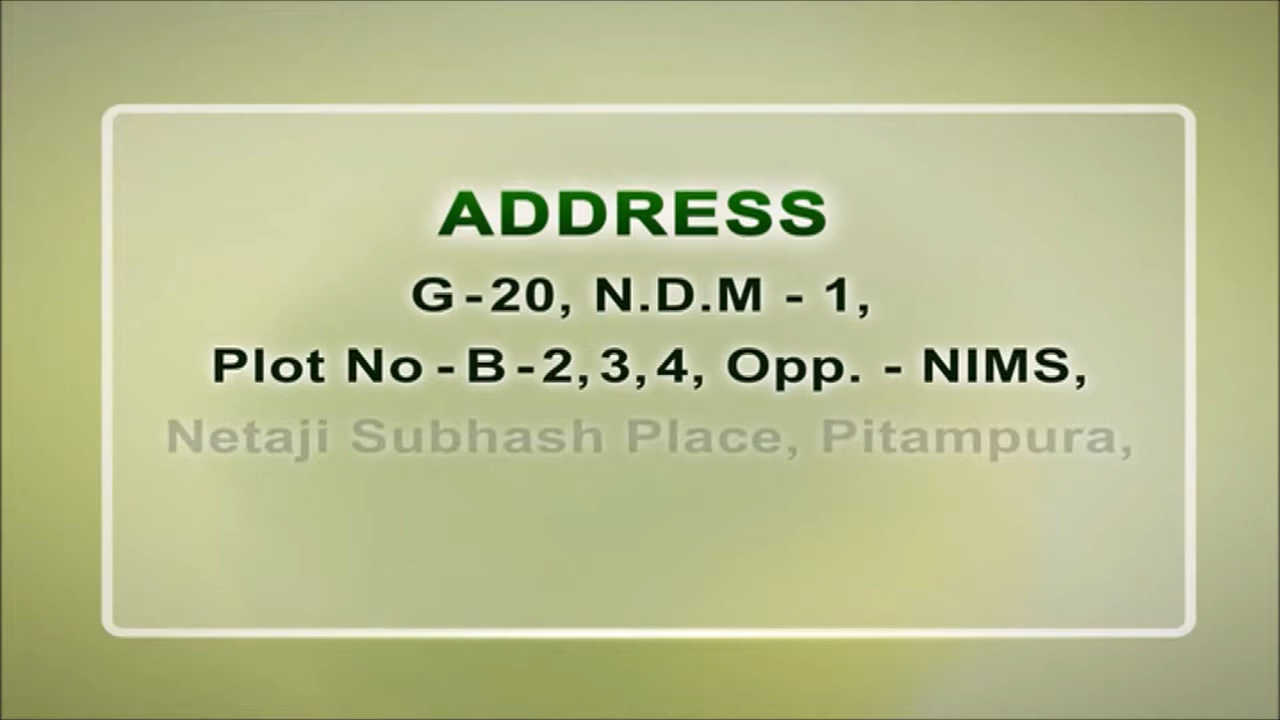 ADDRESS
G-20, N.D.M - 1,
Plot No-B-2,3,4, Opp. - NIMS,
Netaji Subhash Place, Pitampura,